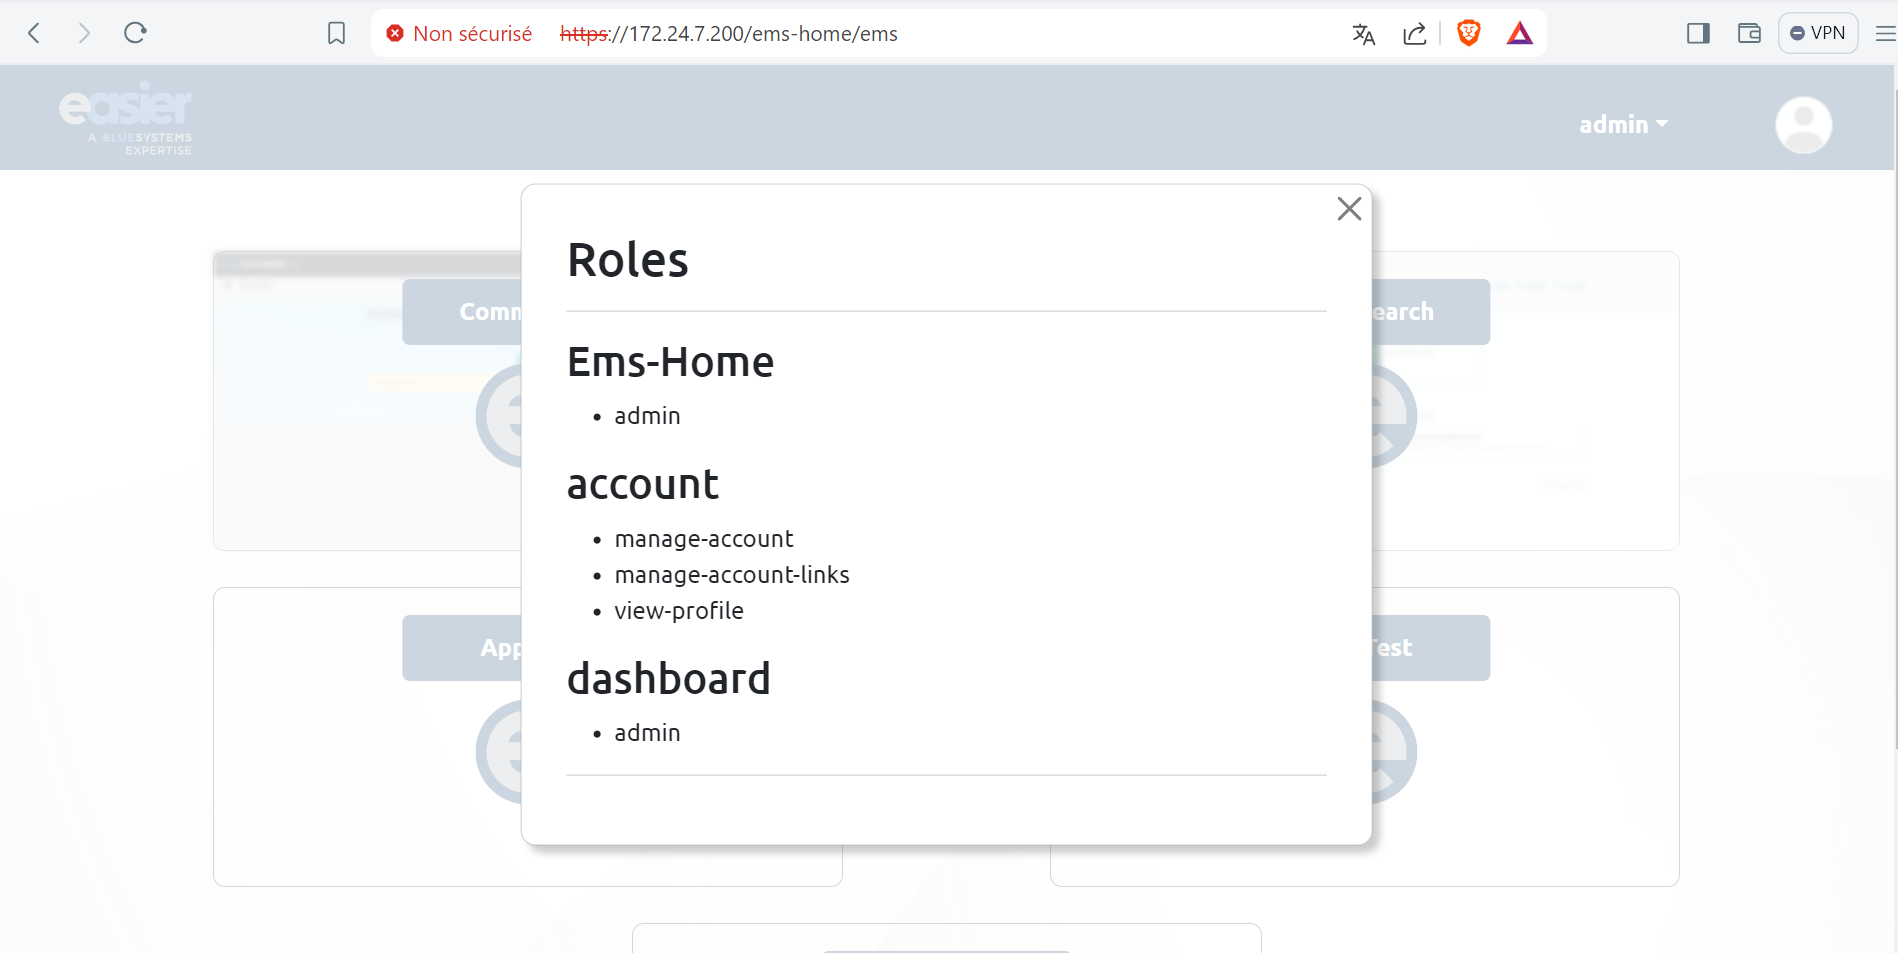 Non sécurisé https://172.24.7.200/ems-home/ems
VPN
easier
A BLUESYSTEMS
EXPERTISE
admin
Roles
Ems-Home
admin
account
manage-account
manage-account-links
view-profile
dashboard
admin
Comm
earch
App
Test